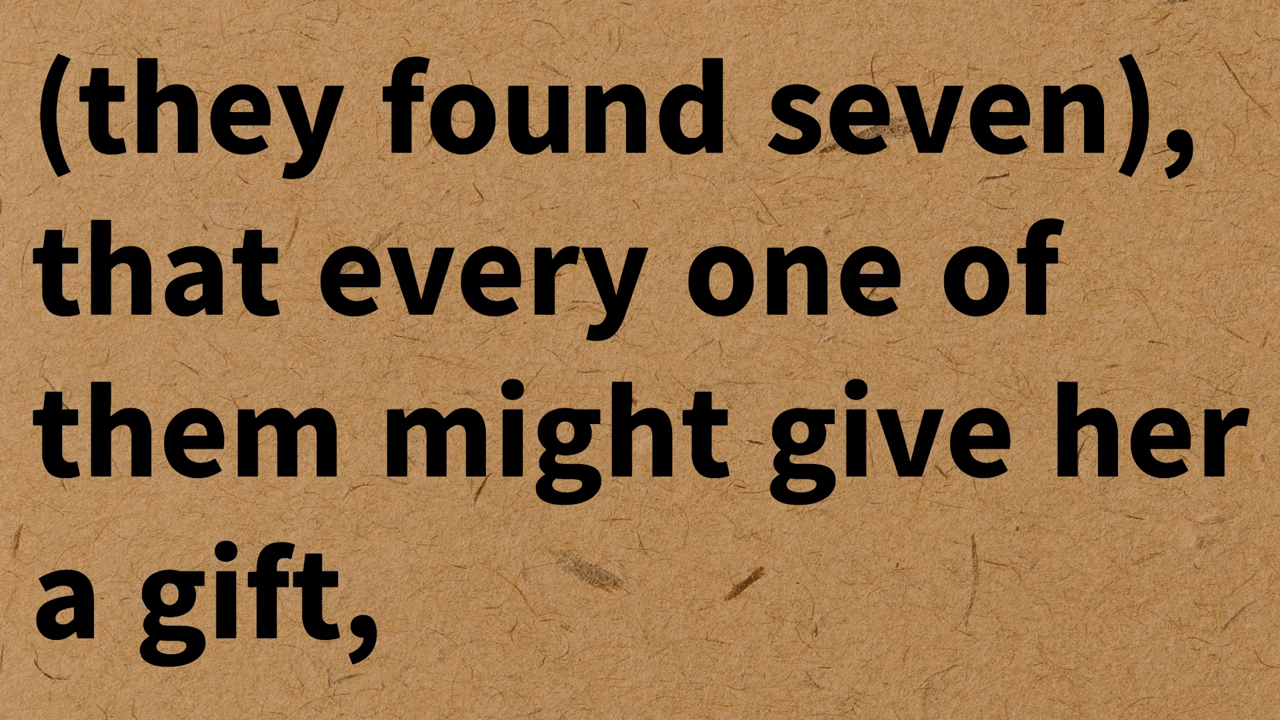 (they found seven),
that every one of
them might give her
a gift,